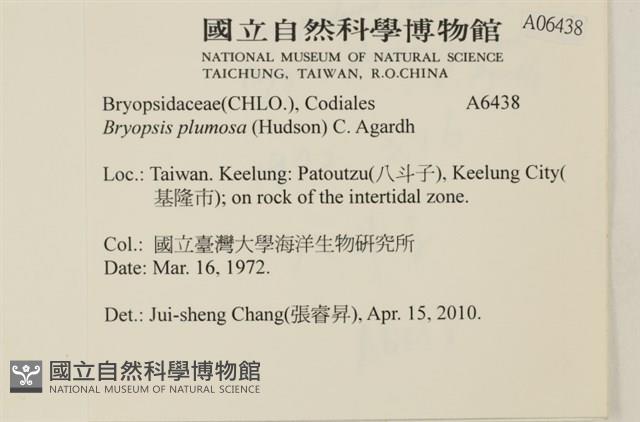 國立自然科學博物館
A06438
NATIONAL MUSEUM OF NATURAL SCIENCE
TAICHUNG, TAIWAN, R.O.CHINA
Bryopsidaceae(CHLO.), Codiales A6438
Bryopsis plumosa (Hudson) C. Agardh
Loc.: Taiwan. Keelung: Patoutzu(八斗子), Keelung City(
基隆市); on rock of the intertidal zone.
Col.: 國立臺灣大學海洋生物研究所
Date: Mar. 16, 1972.
Det.: Jui-sheng Chang(張睿昇), Apr. 15, 2010.
國立自然科學博物館
NATIONAL MUSEUM OF NATURAL SCIENCE